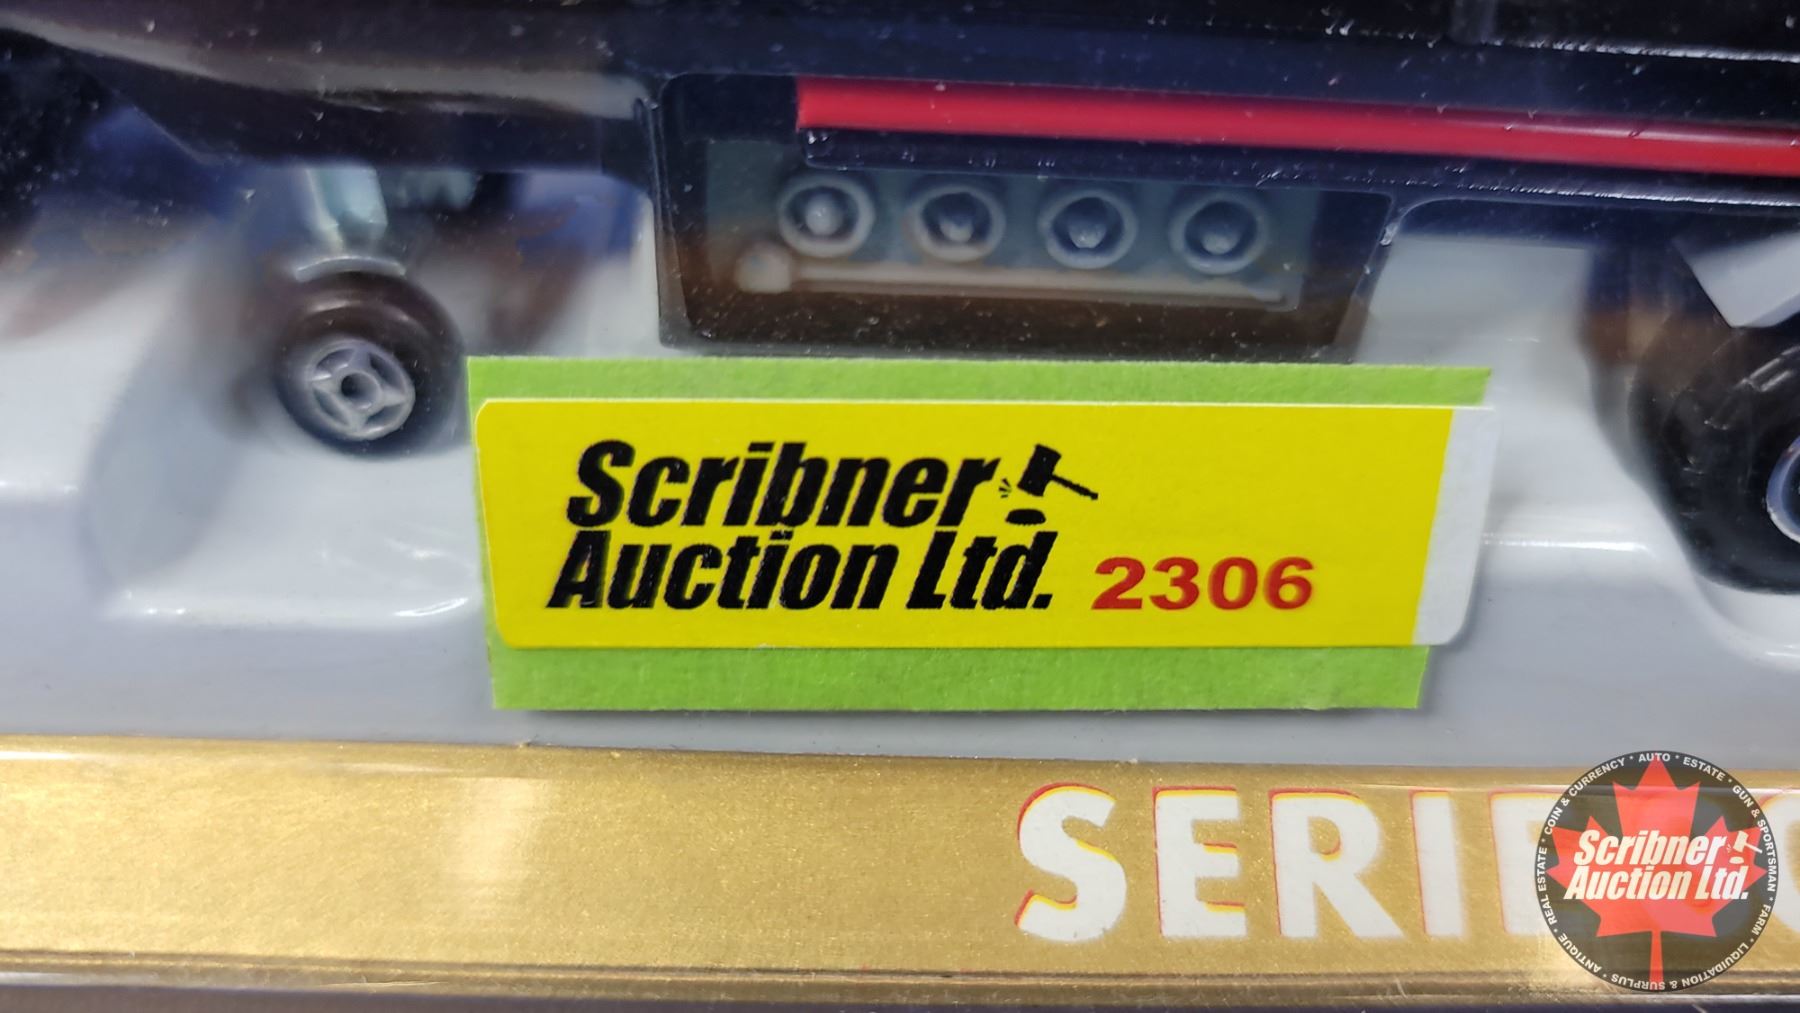 Scribner
Auction Ltd. 2306
SERIE
COIN & CURRENCY * AUTO * ESTATE * GUN & SPORTSMAN * FARM * LIQUIDATION & SURPLUS * ANTIQUE * REAL ESTATE *
Scribner
Auction Ltd.